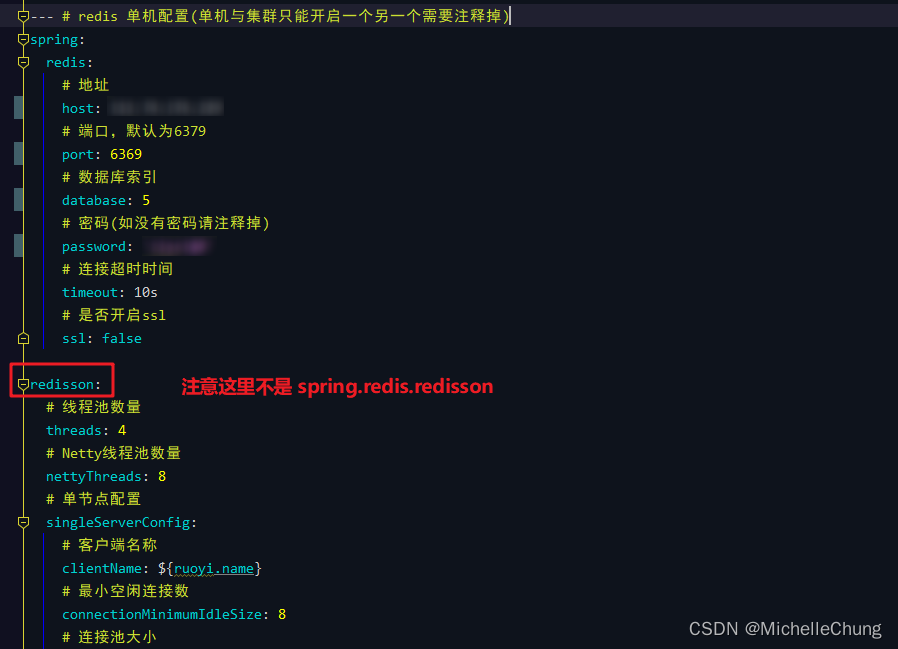 --- # redis 单机配置(单机与集群只能开启一个另一个需要注释掉)
spring:
redis:
# 地址
host:
# 端口，默认为6379
port: 6369
# 数据库索引
database: 5
# 密码(如没有密码请注释掉)
password:
# 连接超时时间
timeout: 10s
# 是否开启ssl
ssl: false
redisson:
注意这里不是 spring.redis.redisson
# 线程池数量
threads: 4
# Netty线程池数量
nettyThreads: 8
# 单节点配置
singleServerConfig:
# 客户端名称
clientName: ${ruoyi.name}
# 最小空闲连接数
connectionMinimumIdleSize: 8
# 连接池大小
CSDN @MichelleChung